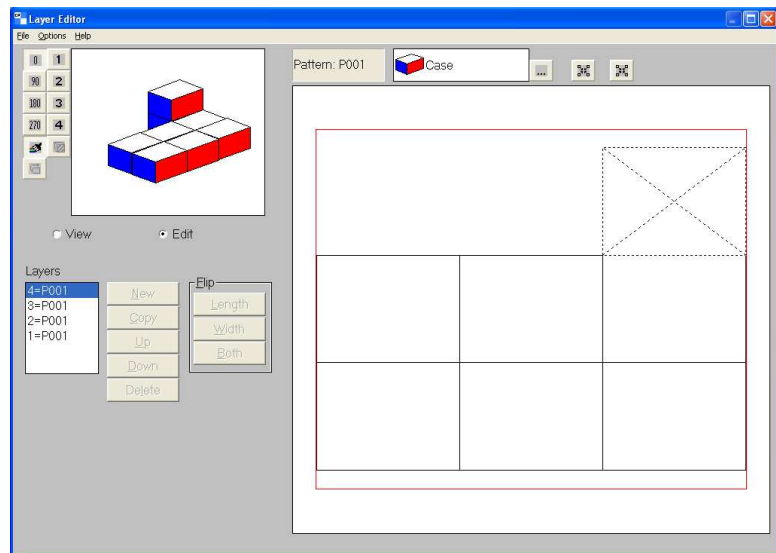 Layer Editor
File Options Help
0 1
90 2
180 3
270 4
Pattern: P001
Case
...
View Edit
Layers
4=P001
3=P001
2=P001
1=P001
New
Copy
Up
Down
Delete
Flip
Length
Width
Both